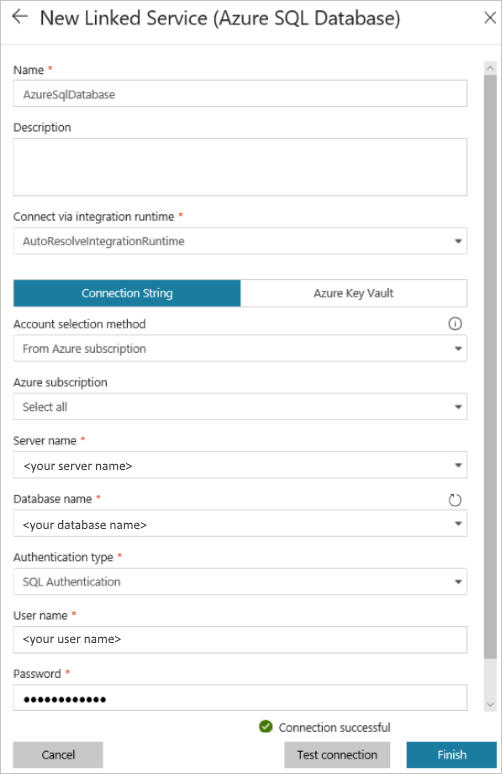 New Linked Service (Azure SQL Database)
Name *
AzureSqlDatabase
Description
Connect via integration runtime *
AutoResolveIntegrationRuntime
Connection String
Azure Key Vault
Account selection method
From Azure subscription
Azure subscription
Select all
Server name *
<your server name>
Database name *
<your database name>
Authentication type *
SQL Authentication
User name *
<your user name>
Password *
●●●●●●●●●●●●
Connection successful
Cancel
Test connection
Finish